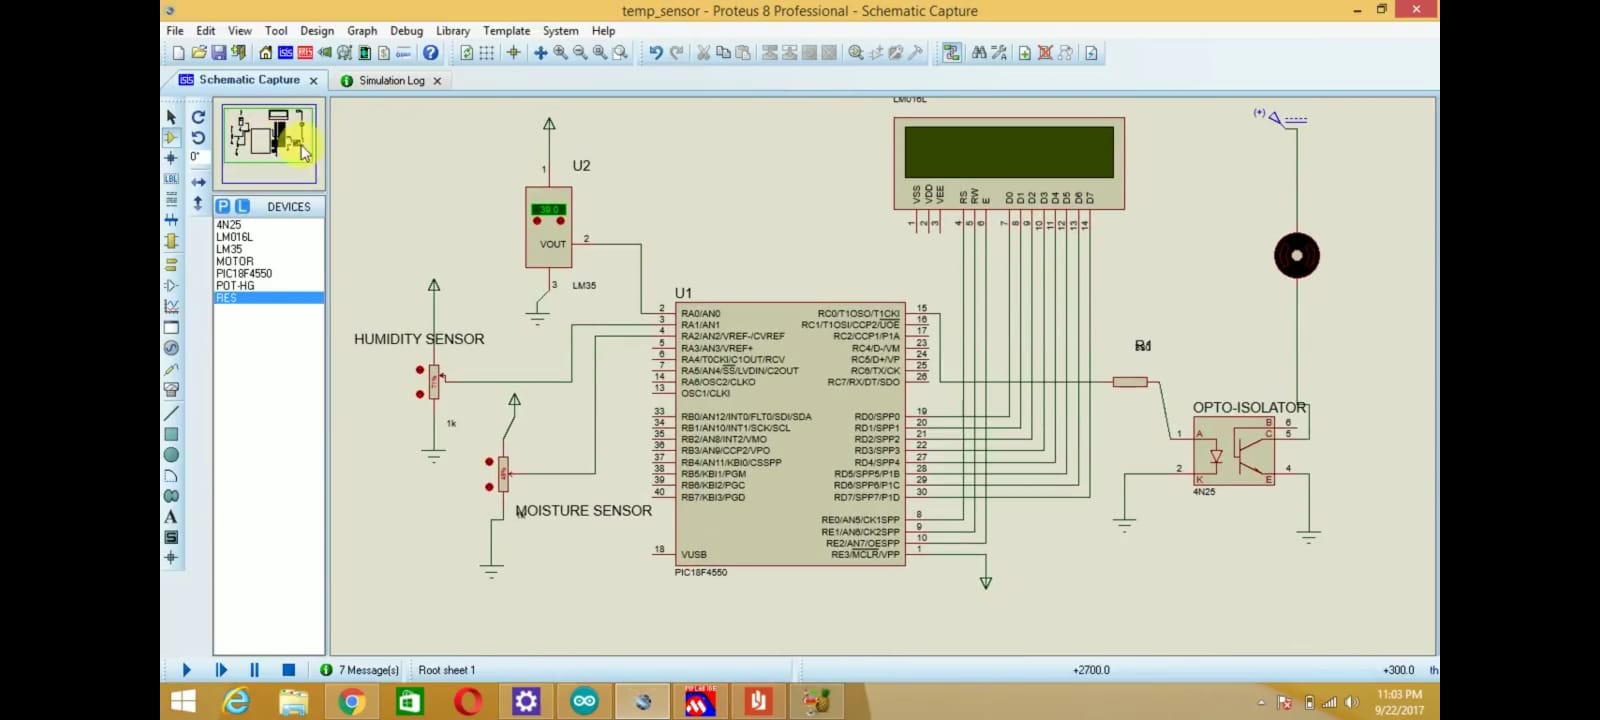 temp_sensor - Proteus 8 Professional - Schematic Capture
File View Tool Design Graph Debug Library Template System Help
Schematic Capture
Simulation Log
0°
LBL
A
S
P L DEVICES
4N25
LM016L
LM35
MOTOR
PIC18F4550
POT-HG
RES
LM016L
VSS VDD VEE RS RW E D0 D1 D2 D3 D4 D5 D6 D7
1 2 3 4 5 6 7 8 9 10 11 12 13 14
(+)
U2
1
39.0
VOUT
2
3
LM35
HUMIDITY SENSOR
1k
MOISTURE SENSOR
U1
2 RA0/AN0
3 RA1/AN1
4 RA2/AN2/VREF-/CVREF
5 RA3/AN3/VREF+
6 RA4/T0CKI/C1OUT/RCV
7 RA5/AN4/SS/LVDIN/C2OUT
14 RA6/OSC2/CLKO
13 OSC1/CLKI
33 RB0/AN12/INT0/FLT0/SDI/SDA
34 RB1/AN10/INT1/SCK/SCL
35 RB2/AN8/INT2/VMO
36 RB3/AN9/CCP2/VPO
37 RB4/AN11/KBI0/CSSPP
38 RB5/KBI1/PGM
39 RB6/KBI2/PGC
40 RB7/KBI3/PGD
18 VUSB
RC0/T1OSO/T1CKI 15
RC1/T1OSI/CCP2/UOE 16
RC2/CCP1/P1A 17
RC4/D-/VM 23
RC5/D+/VP 24
RC6/TX/CK 25
RC7/RX/DT/SDO 26
RD0/SPP0 19
RD1/SPP1 20
RD2/SPP2 21
RD3/SPP3 22
RD4/SPP4 27
RD5/SPP5/P1B 28
RD6/SPP6/P1C 29
RD7/SPP7/P1D 30
RE0/AN5/CK1SPP 8
RE1/AN6/CK2SPP 9
RE2/AN7/OESPP 10
RE3/MCLR/VPP 1
PIC18F4550
R1
OPTO-ISOLATOR
1 A
2 K
B 6
C 5
E 4
4N25
7 Message(s)
Root sheet 1
+2700.0
+300.0
th
11:03 PM
9/22/2017